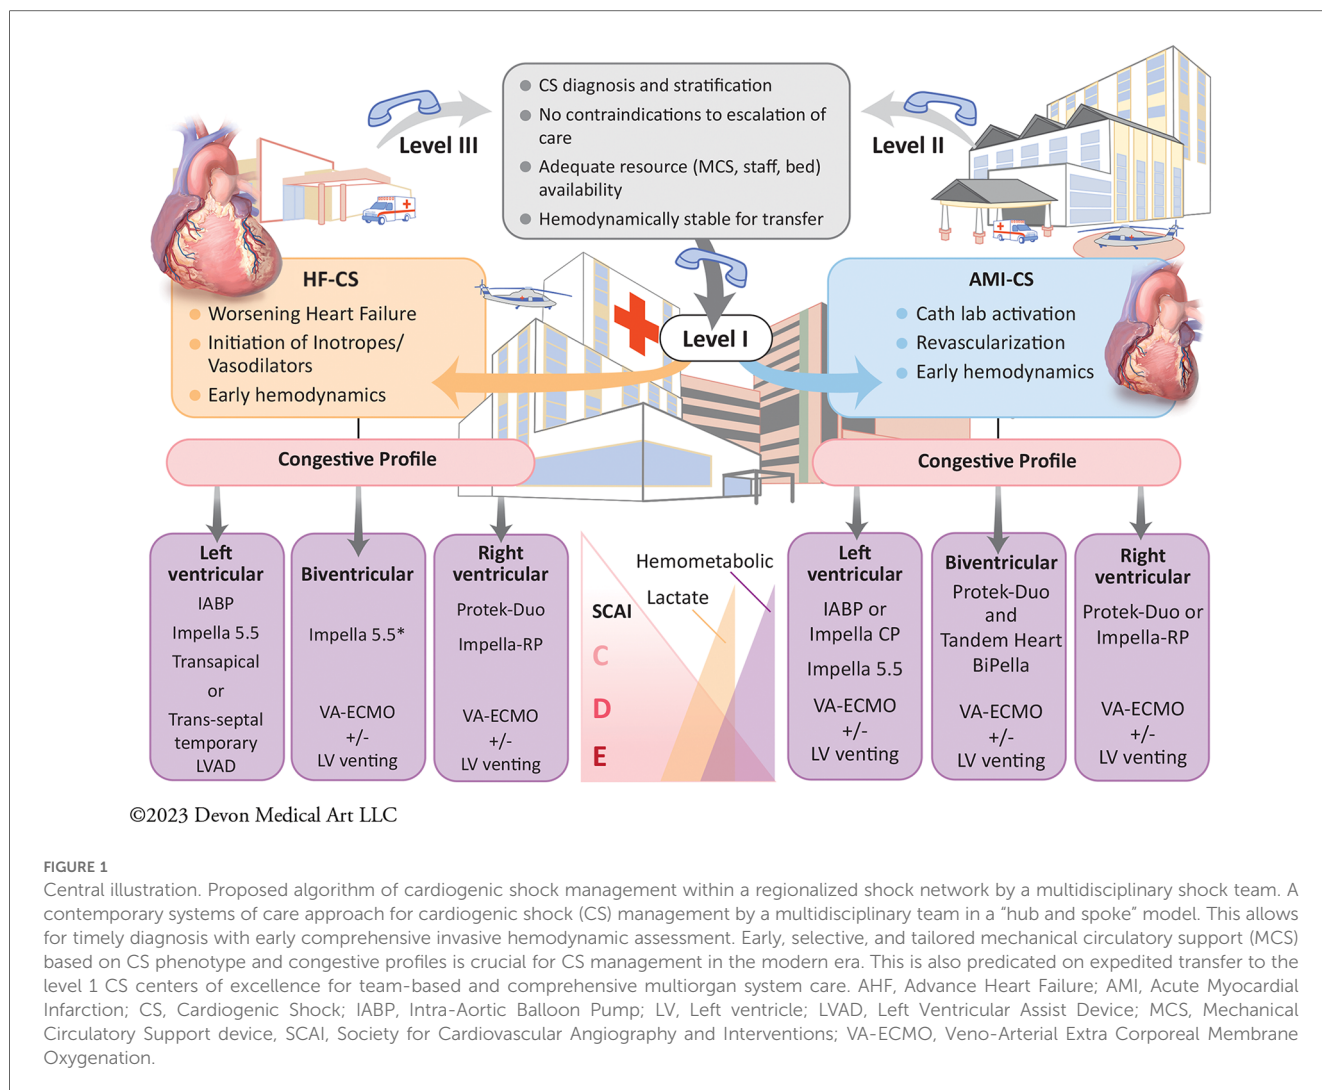 CS diagnosis and stratification
No contraindications to escalation of
care
Adequate resource (MCS, staff, bed)
availability
Hemodynamically stable for transfer
Level III
Level II
Level I
HF-CS
Worsening Heart Failure
Initiation of Inotropes/
Vasodilators
Early hemodynamics
AMI-CS
Cath lab activation
Revascularization
Early hemodynamics
Congestive Profile
Congestive Profile
Left
ventricular
IABP
Impella 5.5
Transapical
or
Trans-septal
temporary
LVAD
Biventricular
Impella 5.5*
VA-ECMO
+/-
LV venting
Right
ventricular
Protek-Duo
Impella-RP
VA-ECMO
+/-
LV venting
Hemometabolic
Lactate
SCAI
C
D
E
Left
ventricular
IABP or
Impella CP
Impella 5.5
VA-ECMO
+/-
LV venting
Biventricular
Protek-Duo
and
Tandem Heart
BiPella
VA-ECMO
+/-
LV venting
Right
ventricular
Protek-Duo or
Impella-RP
VA-ECMO
+/-
LV venting
©2023 Devon Medical Art LLC
FIGURE 1
Central illustration. Proposed algorithm of cardiogenic shock management within a regionalized shock network by a multidisciplinary shock team. A
contemporary systems of care approach for cardiogenic shock (CS) management by a multidisciplinary team in a “hub and spoke” model. This allows
for timely diagnosis with early comprehensive invasive hemodynamic assessment. Early, selective, and tailored mechanical circulatory support (MCS)
based on CS phenotype and congestive profiles is crucial for CS management in the modern era. This is also predicated on expedited transfer to the
level 1 CS centers of excellence for team-based and comprehensive multiorgan system care. AHF, Advance Heart Failure; AMI, Acute Myocardial
Infarction; CS, Cardiogenic Shock; IABP, Intra-Aortic Balloon Pump; LV, Left ventricle; LVAD, Left Ventricular Assist Device; MCS, Mechanical
Circulatory Support device, SCAI, Society for Cardiovascular Angiography and Interventions; VA-ECMO, Veno-Arterial Extra Corporeal Membrane
Oxygenation.